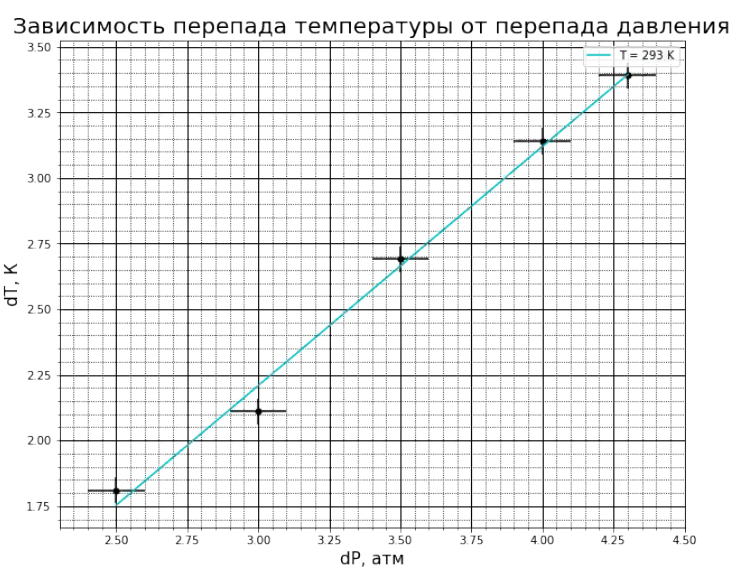 Зависимость перепада температуры от перепада давления
3.50
T = 293 K
3.25
3.00
2.75
dT, K
2.50
2.25
2.00
1.75
2.50 2.75 3.00 3.25 3.50 3.75 4.00 4.25 4.50
dP, атм